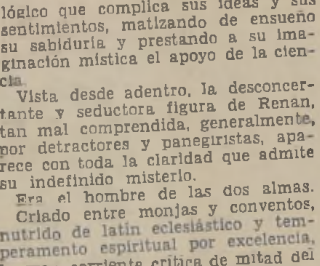 lógico que complica sus ideas y sus
sentimientos, matizando de ensueño
su sabiduría y prestando a su ima-
ginación mística el apoyo de la cien-
cia
Vista desde adentro, la desconcer-
tante y seductora figura de Renan,
tan mal comprendida, generalmente,
por detractores y panegiristas, apa-
rece con toda la claridad que admite
su indefinido misterio.
Era el hombre de las dos almas.
Criado entre monjas y conventos,
nutrido de latín eclesiástico y tem-
peramento espiritual por excelencia,
corriente crítica de mitad del